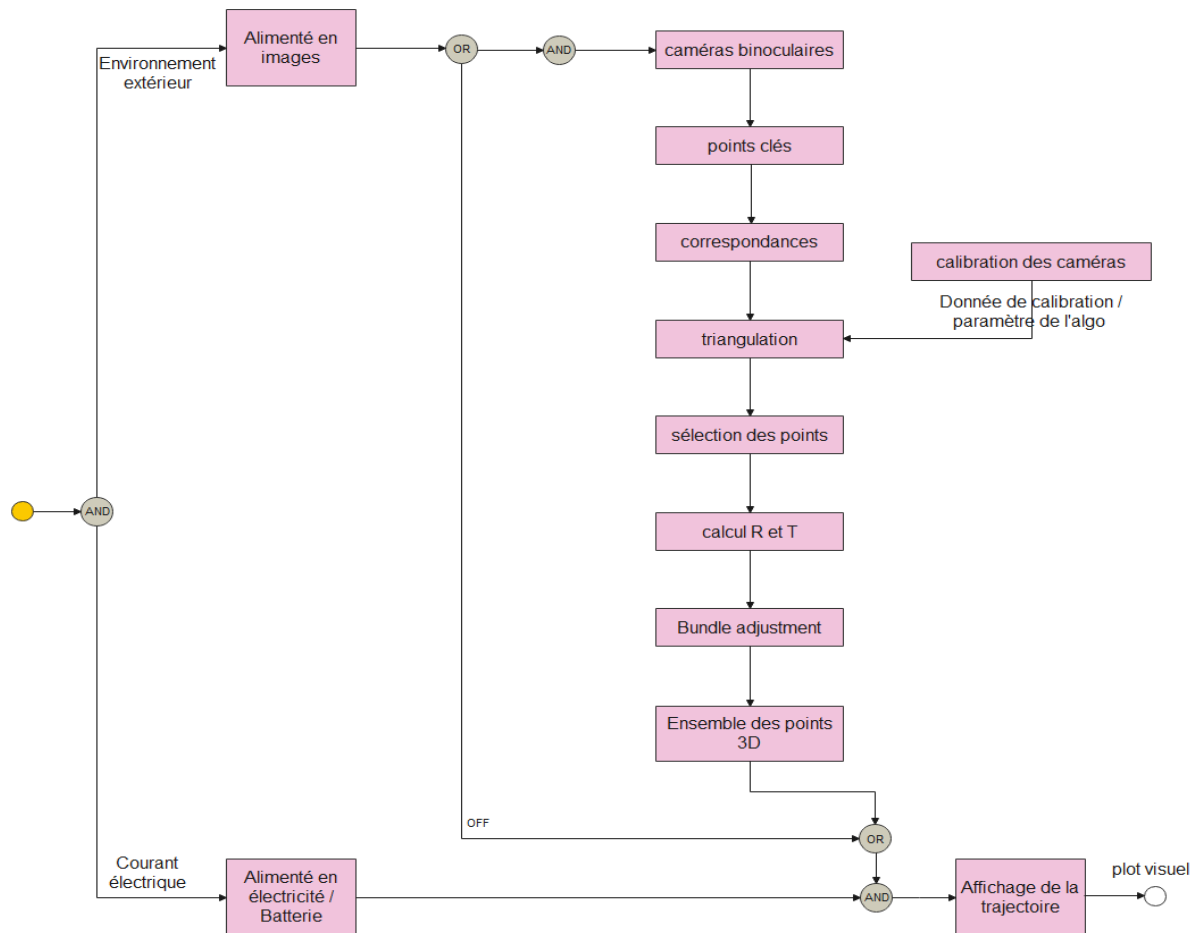 Alimenté en
images
Environnement
extérieur
OR
AND
caméras binoculaires
points clés
correspondances
calibration des caméras
Donnée de calibration /
paramètre de l'algo
triangulation
sélection des points
AND
calcul R et T
Bundle adjustment
Ensemble des points
3D
OFF
OR
Courant
électrique
Alimenté en
électricité /
Batterie
AND
Affichage de la
trajectoire
plot visuel